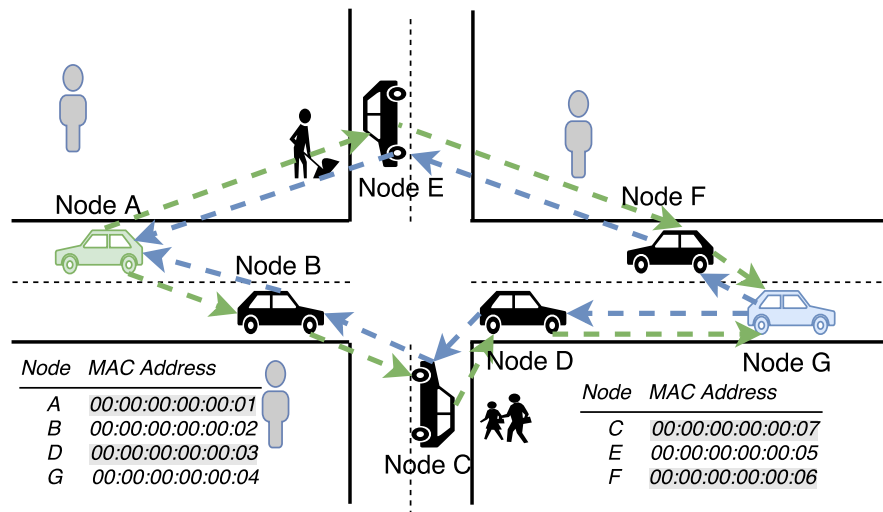 Node E
Node A
Node F
Node B
Node D
Node G
Node C
Node MAC Address
A 00:00:00:00:00:01
B 00:00:00:00:00:02
D 00:00:00:00:00:03
G 00:00:00:00:00:04
Node MAC Address
C 00:00:00:00:00:07
E 00:00:00:00:00:05
F 00:00:00:00:00:06